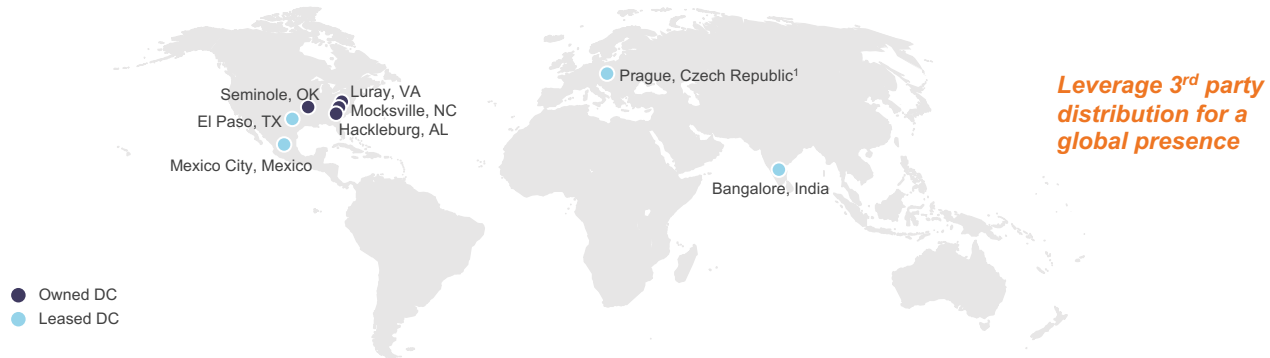 Seminole, OK
Luray, VA
Mocksville, NC
El Paso, TX
Hackleburg, AL
Mexico City, Mexico
Prague, Czech Republic¹
Bangalore, India
Leverage 3rd party
distribution for a
global presence
Owned DC
Leased DC